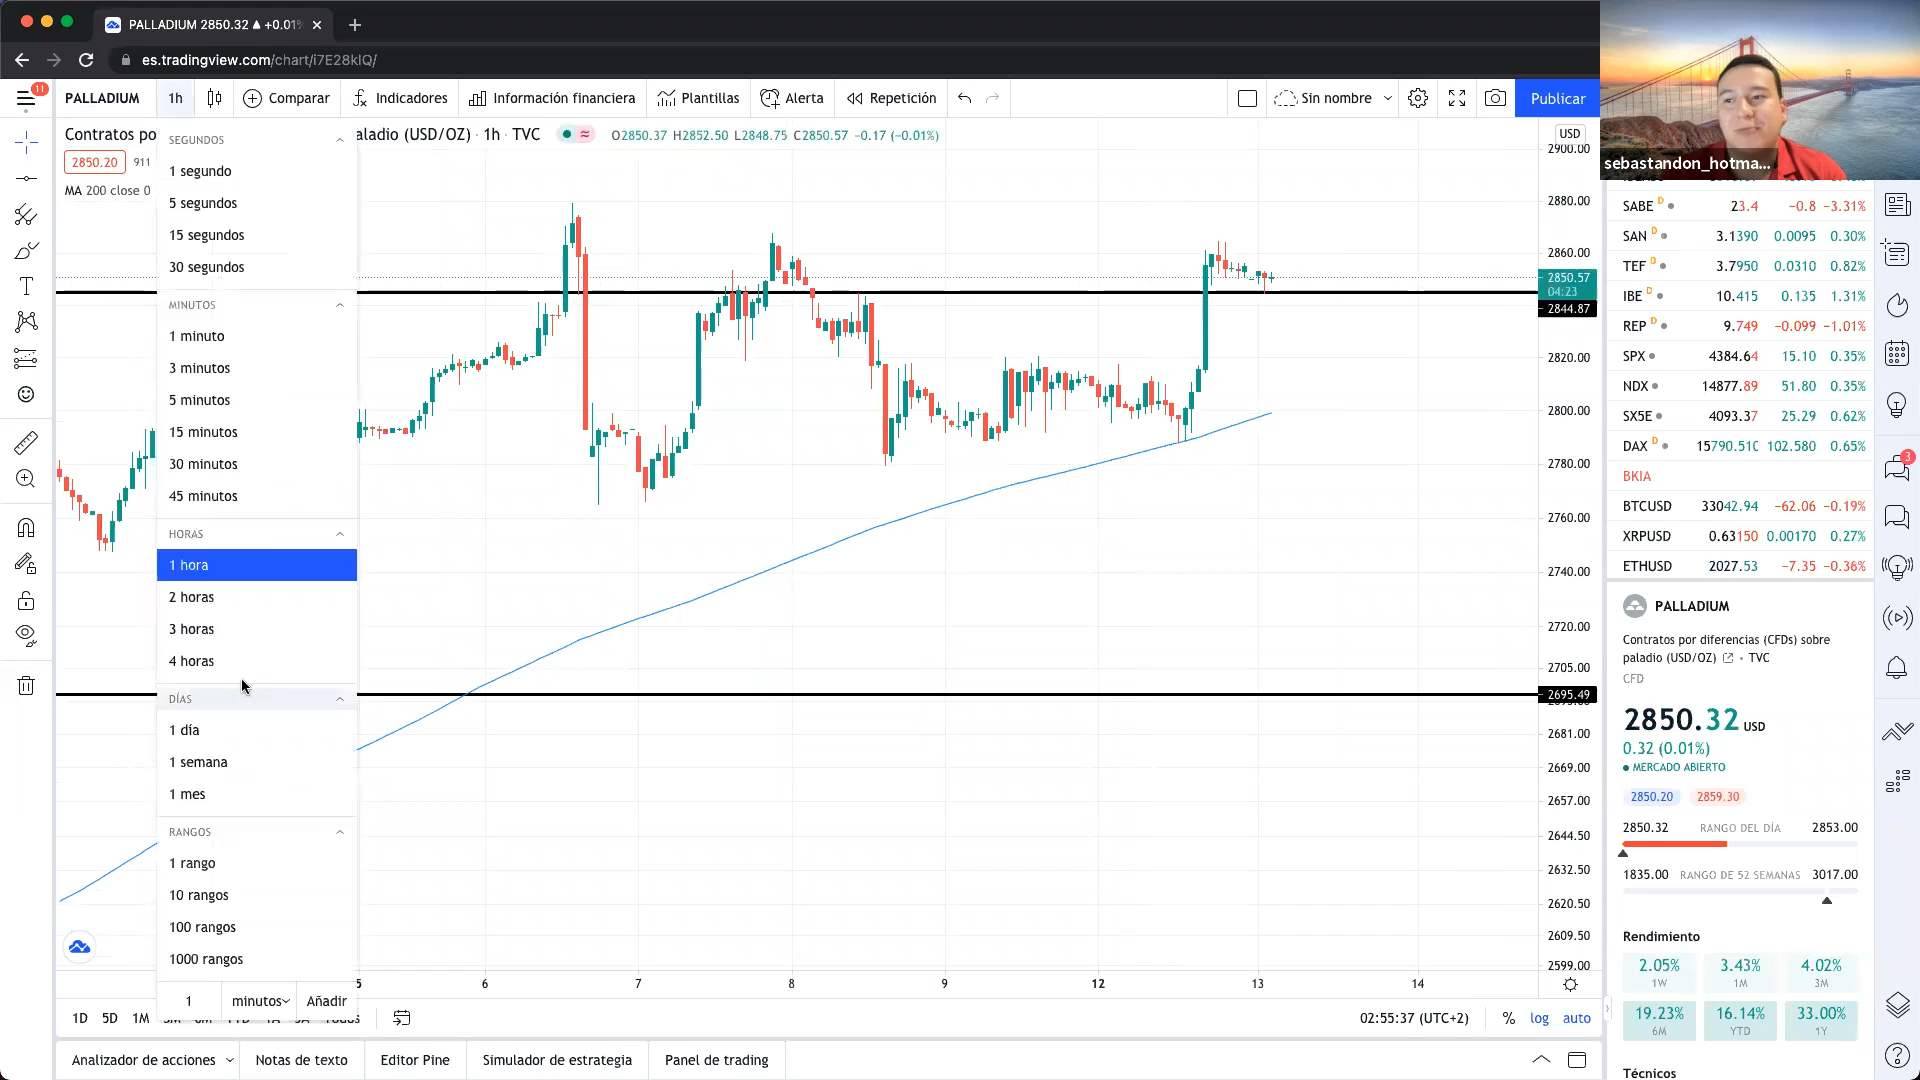 PALLADIUM 2850.32 ▲ +0.01%
es.tradingview.com/chart/i7E28kIQ/
11
PALLADIUM
1h
Comparar
Indicadores
Información financiera
Plantillas
Alerta
Repetición
Sin nombre
Publicar
sebastandon_hotma...
Contratos po
paladio (USD/OZ) · 1h · TVC
O2850.37 H2852.50 L2848.75 C2850.57 −0.17 (−0.01%)
2850.20
911
MA 200 close 0
SEGUNDOS
1 segundo
5 segundos
15 segundos
30 segundos
MINUTOS
1 minuto
3 minutos
5 minutos
15 minutos
30 minutos
45 minutos
HORAS
1 hora
2 horas
3 horas
4 horas
DÍAS
1 día
1 semana
1 mes
RANGOS
1 rango
10 rangos
100 rangos
1000 rangos
1
minutos
Añadir
USD
2900.00
2880.00
2860.00
2850.57
04:23
2844.87
2820.00
2800.00
2780.00
2760.00
2740.00
2720.00
2705.00
2695.49
2681.00
2669.00
2657.00
2644.50
2632.50
2620.50
2609.50
2599.00
5 6 7 8 9 12 13 14
1D 5D 1M
02:55:37 (UTC+2)
%
log
auto
Analizador de acciones
Notas de texto
Editor Pine
Simulador de estrategia
Panel de trading
SABE D 23.4 −0.8 −3.31%
SAN D 3.1390 0.0095 0.30%
TEF D 3.7950 0.0310 0.82%
IBE D 10.415 0.135 1.31%
REP D 9.749 −0.099 −1.01%
SPX 4384.64 15.10 0.35%
NDX 14877.89 51.80 0.35%
SX5E 4093.37 25.29 0.62%
DAX D 15790.510 102.580 0.65%
BKIA
BTCUSD 33042.94 −62.06 −0.19%
XRPUSD 0.63150 0.00170 0.27%
ETHUSD 2027.53 −7.35 −0.36%
3
PALLADIUM
Contratos por diferencias (CFDs) sobre
paladio (USD/OZ) • TVC
CFD
2850.32 USD
0.32 (0.01%)
MERCADO ABIERTO
2850.20 2859.30
2850.32 RANGO DEL DÍA 2853.00
1835.00 RANGO DE 52 SEMANAS 3017.00
Rendimiento
2.05% 3.43% 4.02%
1W 1M 3M
19.23% 16.14% 33.00%
6M YTD 1Y
Técnicos